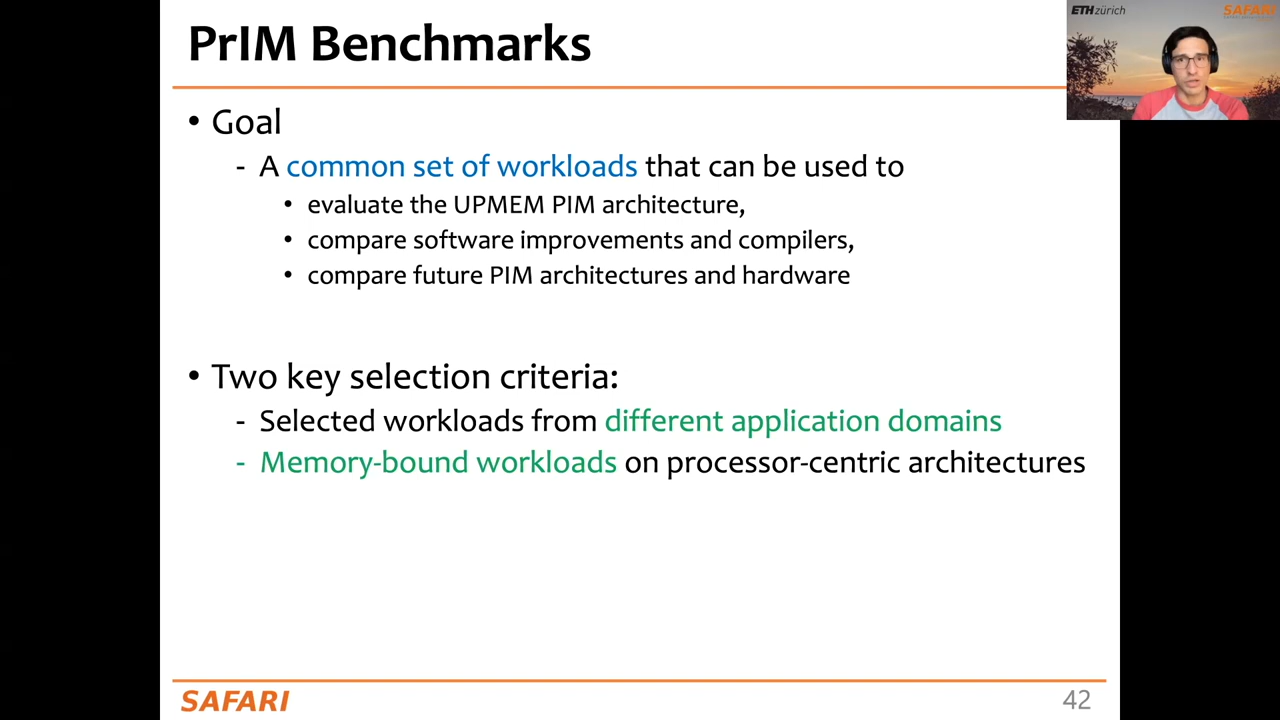 PrIM Benchmarks
ETH zürich
SAFARI
• Goal
- A common set of workloads that can be used to
• evaluate the UPMEM PIM architecture,
• compare software improvements and compilers,
• compare future PIM architectures and hardware
• Two key selection criteria:
- Selected workloads from different application domains
- Memory-bound workloads on processor-centric architectures
SAFARI
42